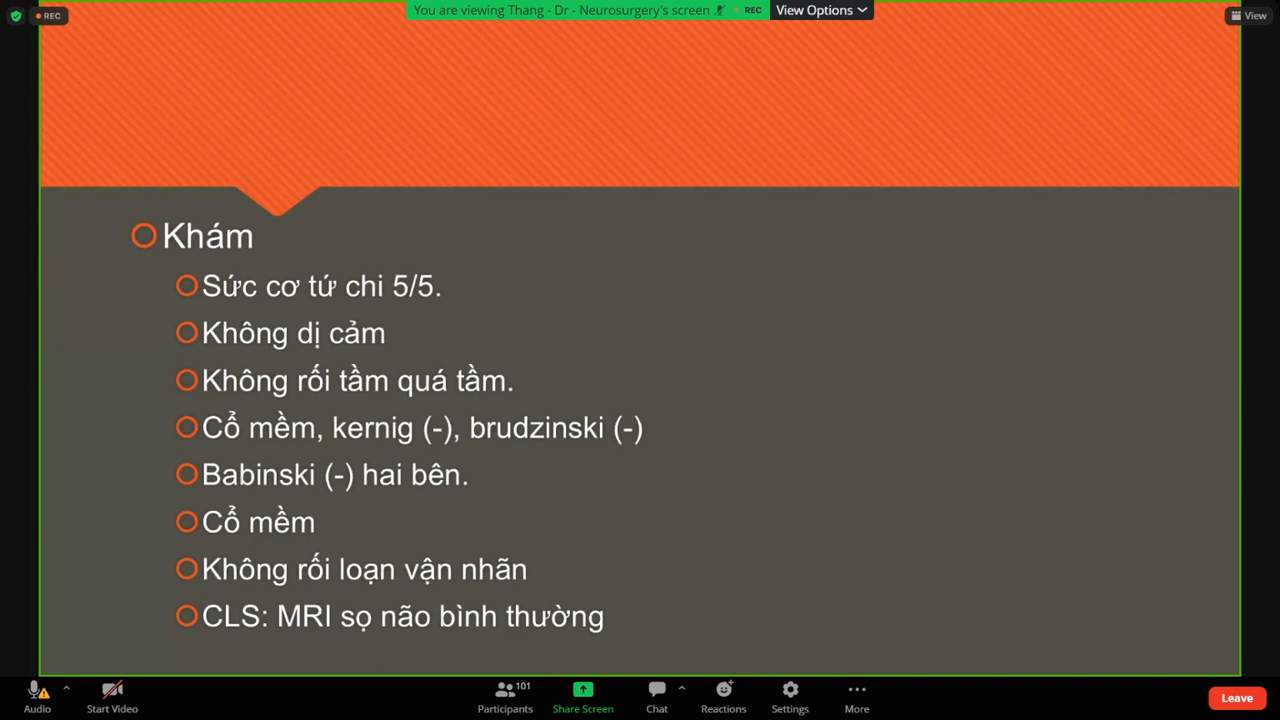 REC
You are viewing Thang - Dr - Neurosurgery's screen REC View Options
View
Khám
Sức cơ tứ chi 5/5.
Không dị cảm
Không rối tầm quá tầm.
Cổ mềm, kernig (-), brudzinski (-)
Babinski (-) hai bên.
Cổ mềm
Không rối loạn vận nhãn
CLS: MRI sọ não bình thường
101
Audio Start Video Participants Share Screen Chat Reactions Settings More Leave